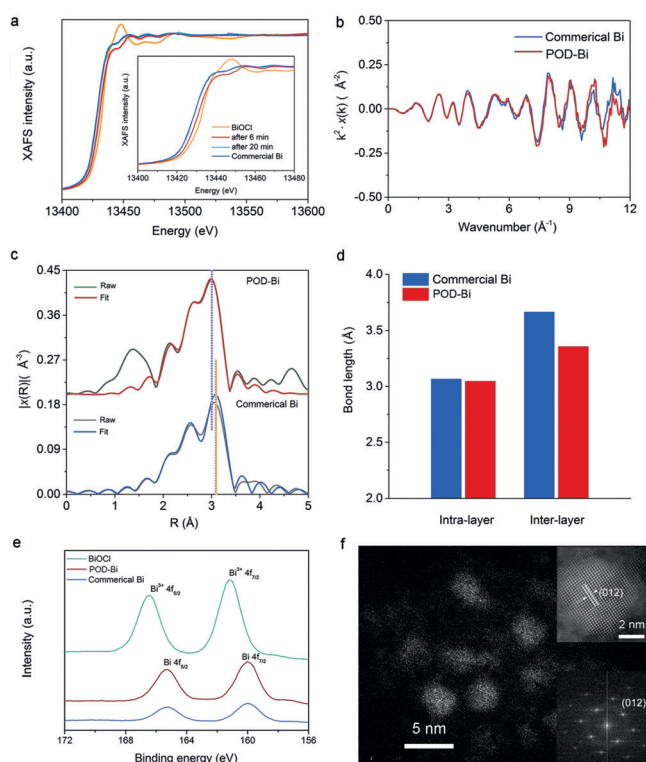 a
XAFS intensity (a.u.)
XAFS intensity (a.u.)
BiOCl
after 6 min
after 20 min
Commercial Bi
13400 13420 13440 13460 13480
Energy (eV)
13400 13450 13500 13550 13600
Energy (eV)
b
Commerical Bi
POD-Bi
k²· x(k) ( Å⁻²)
0.50
0.25
0.00
-0.25
-0.50
0 3 6 9 12
Wavenumber (Å⁻¹)
c
POD-Bi
Raw
Fit
Commerical Bi
Raw
Fit
|χ(R)|( Å⁻³)
0.45
0.36
0.27
0.18
0.09
0.00
0 1 2 3 4 5
R (Å)
d
Commercial Bi
POD-Bi
Bond length (Å)
4.0
3.5
3.0
2.5
2.0
Intra-layer Inter-layer
e
BiOCl
POD-Bi
Commerical Bi
Bi³⁺ 4f₅/₂
Bi³⁺ 4f₇/₂
Bi 4f₅/₂
Bi 4f₇/₂
Intensity (a.u.)
172 168 164 160 156
Binding energy (eV)
f
(012)
2 nm
(012)
5 nm